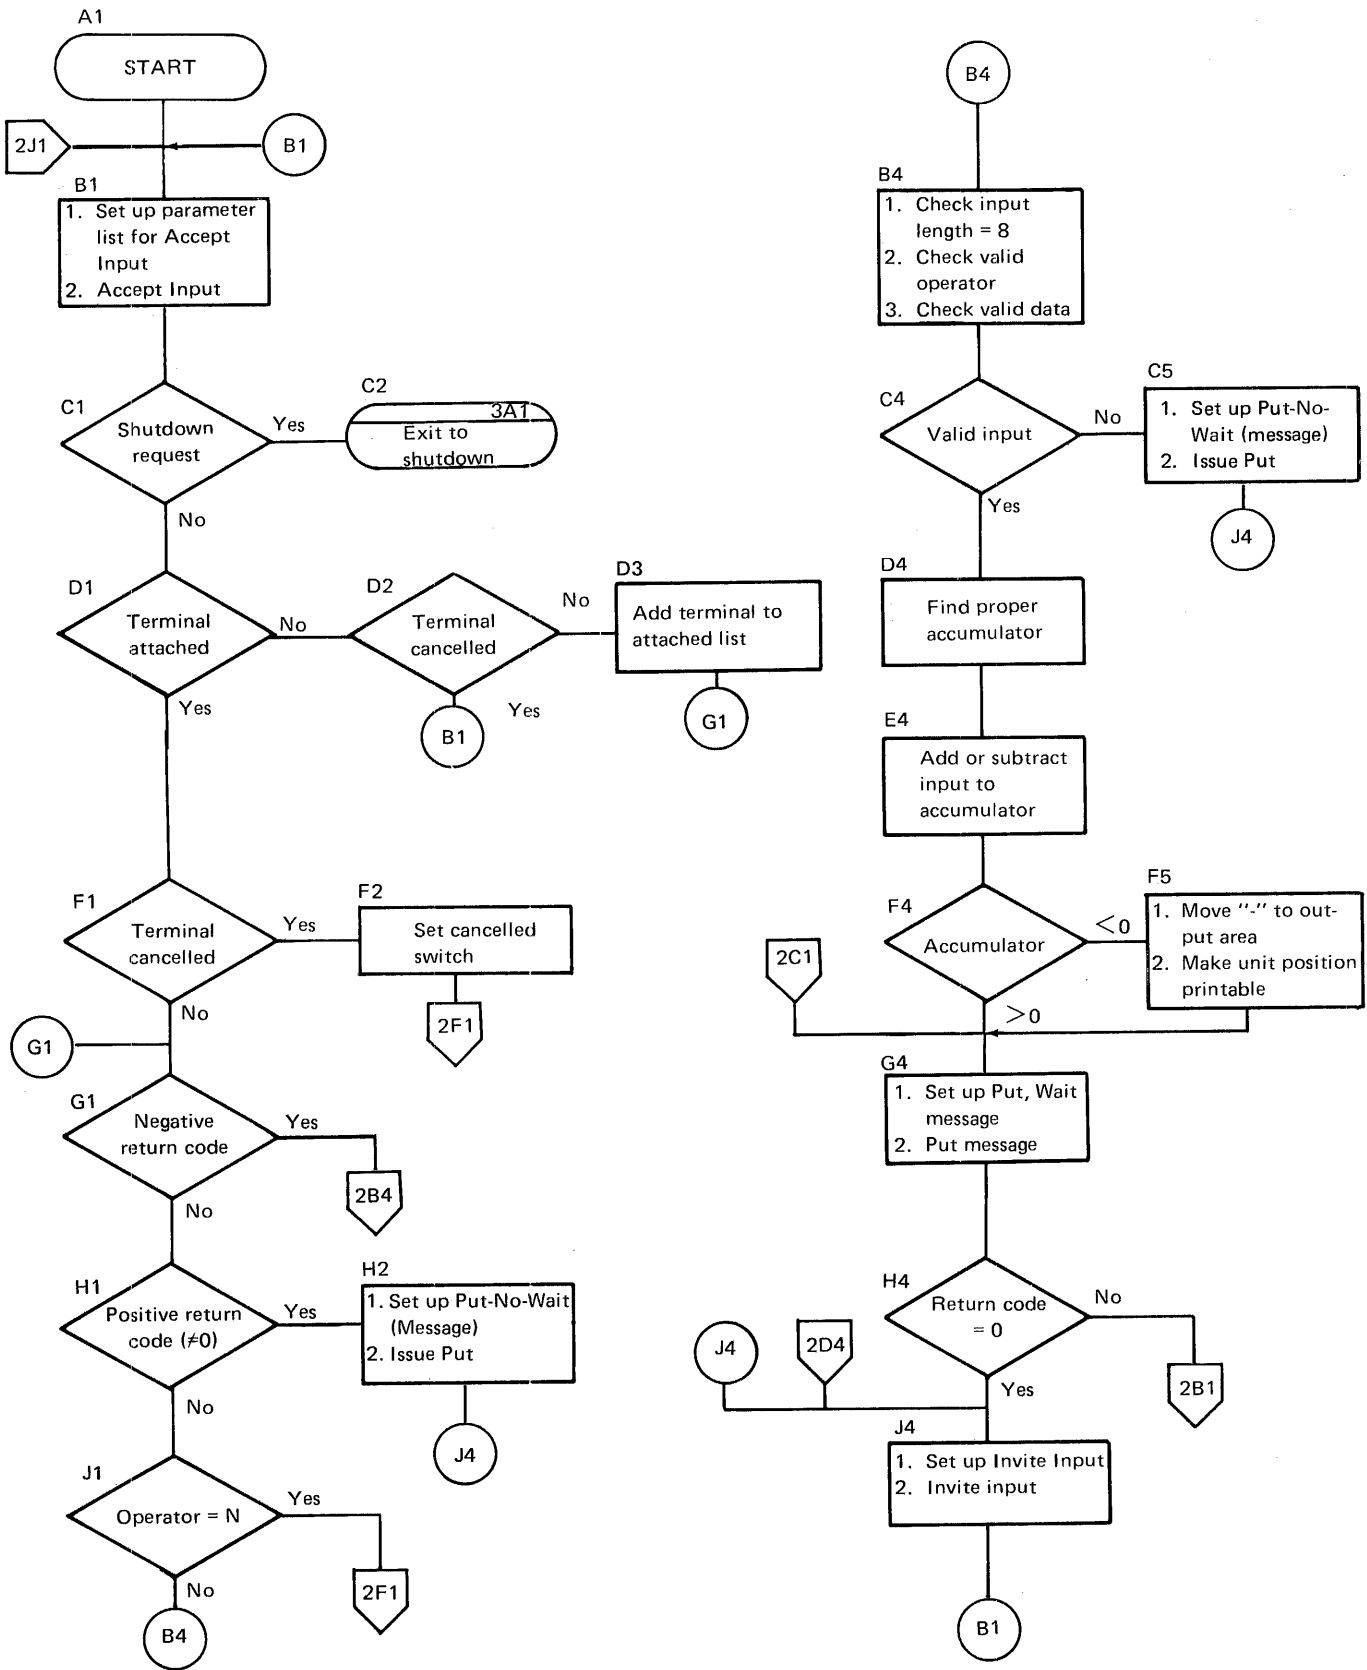 A1
START
2J1
B1
B1
1. Set up parameter
list for Accept
Input
2. Accept Input
C1
Shutdown
request
Yes
No
C2
3A1
Exit to
shutdown
D1
Terminal
attached
No
Yes
D2
Terminal
cancelled
No
Yes
B1
D3
Add terminal to
attached list
G1
F1
Terminal
cancelled
Yes
No
F2
Set cancelled
switch
2F1
G1
G1
Negative
return code
Yes
No
2B4
H1
Positive return
code (≠0)
Yes
No
H2
1. Set up Put-No-Wait
(Message)
2. Issue Put
J4
J1
Operator = N
Yes
No
2F1
B4
B4
B4
1. Check input
length = 8
2. Check valid
operator
3. Check valid data
C4
Valid input
No
Yes
C5
1. Set up Put-No-
Wait (message)
2. Issue Put
J4
D4
Find proper
accumulator
E4
Add or subtract
input to
accumulator
F4
Accumulator
<0
>0
F5
1. Move "-" to out-
put area
2. Make unit position
printable
2C1
G4
1. Set up Put, Wait
message
2. Put message
H4
Return code
= 0
No
Yes
2B1
J4
2D4
J4
1. Set up Invite Input
2. Invite input
B1